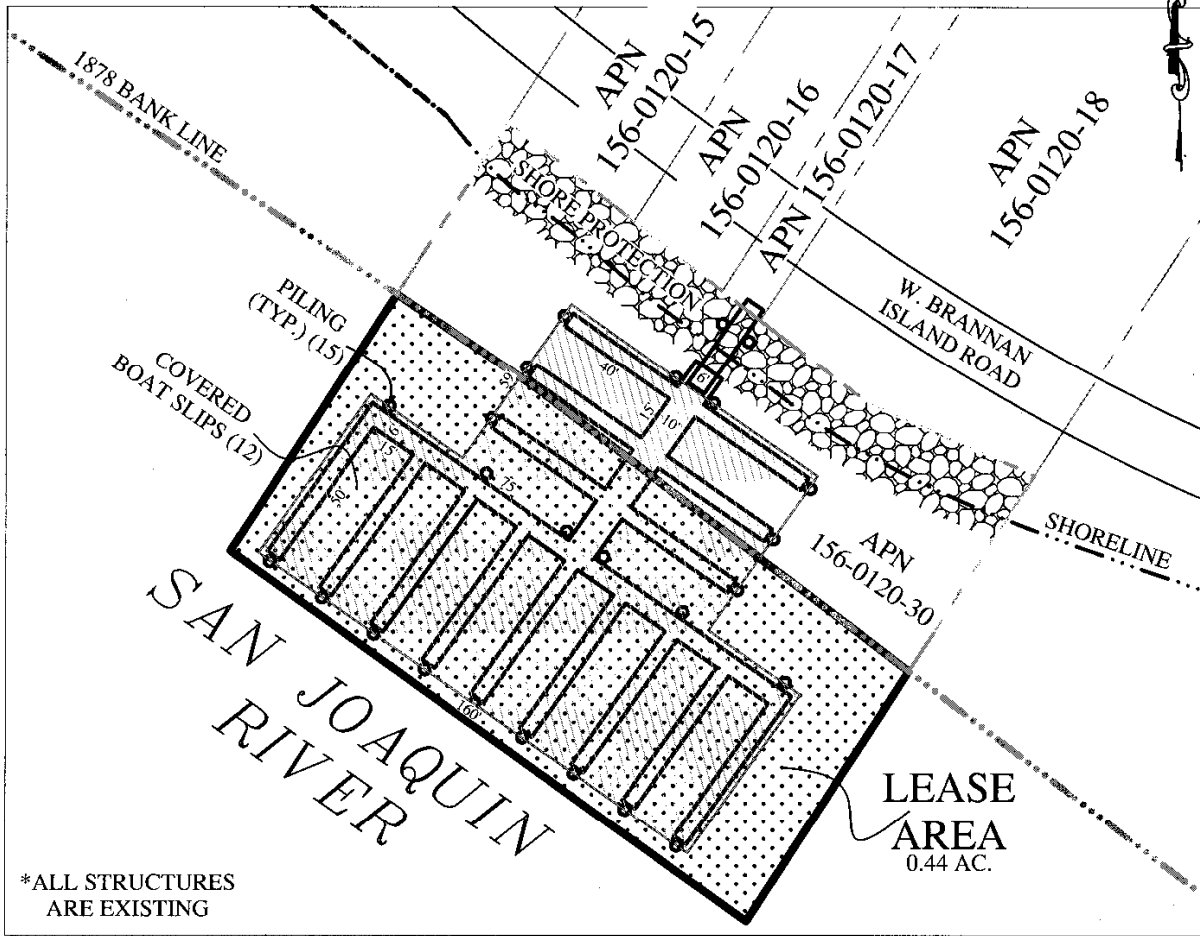 1878 BANK LINE
APN
156-0120-15
APN
156-0120-16
APN 156-0120-17
APN
156-0120-18
SHORE PROTECTION
W. BRANNAN
ISLAND ROAD
PILING
(TYP.) (15)
COVERED
BOAT SLIPS (12)
40'
15'
10'
6'
75'
15'
50'
160'
SHORELINE
APN
156-0120-30
SAN JOAQUIN
RIVER
LEASE
AREA
0.44 AC.
*ALL STRUCTURES
ARE EXISTING